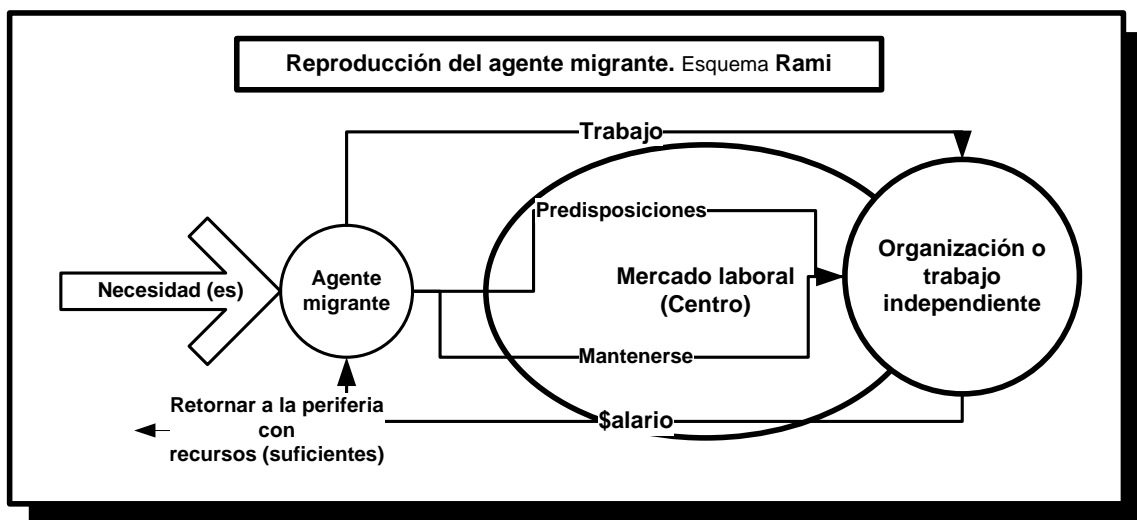 Reproducción del agente migrante. Esquema Rami
Trabajo
Predisposiciones
Necesidad (es)
Agente
migrante
Mercado laboral
(Centro)
Organización o
trabajo
independiente
Mantenerse
Retornar a la periferia
con
recursos (suficientes)
$alario